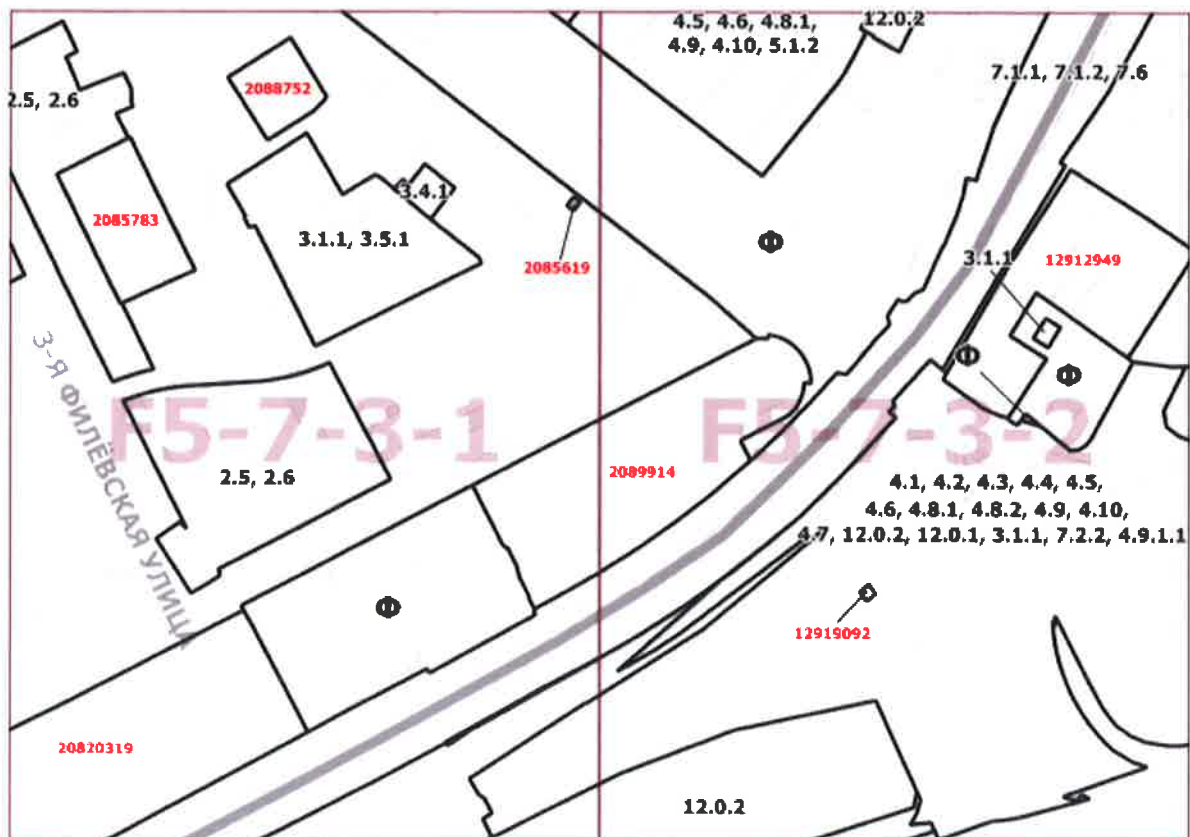 4.5, 4.6, 4.8.1,
4.9, 4.10, 5.1.2
12.0.2
7.1.1, 7.1.2, 7.6
2088752
2.5, 2.6
3.4.1
2085783
3.1.1, 3.5.1
2085619
Ф
3.1.1
12912949
Ф
Ф
3-Я ФИЛЁВСКАЯ УЛИЦА
F5-7-3-1
F5-7-3-2
2.5, 2.6
2089914
4.1, 4.2, 4.3, 4.4, 4.5,
4.6, 4.8.1, 4.8.2, 4.9, 4.10,
4.7, 12.0.2, 12.0.1, 3.1.1, 7.2.2, 4.9.1.1
Ф
12919092
20820319
12.0.2